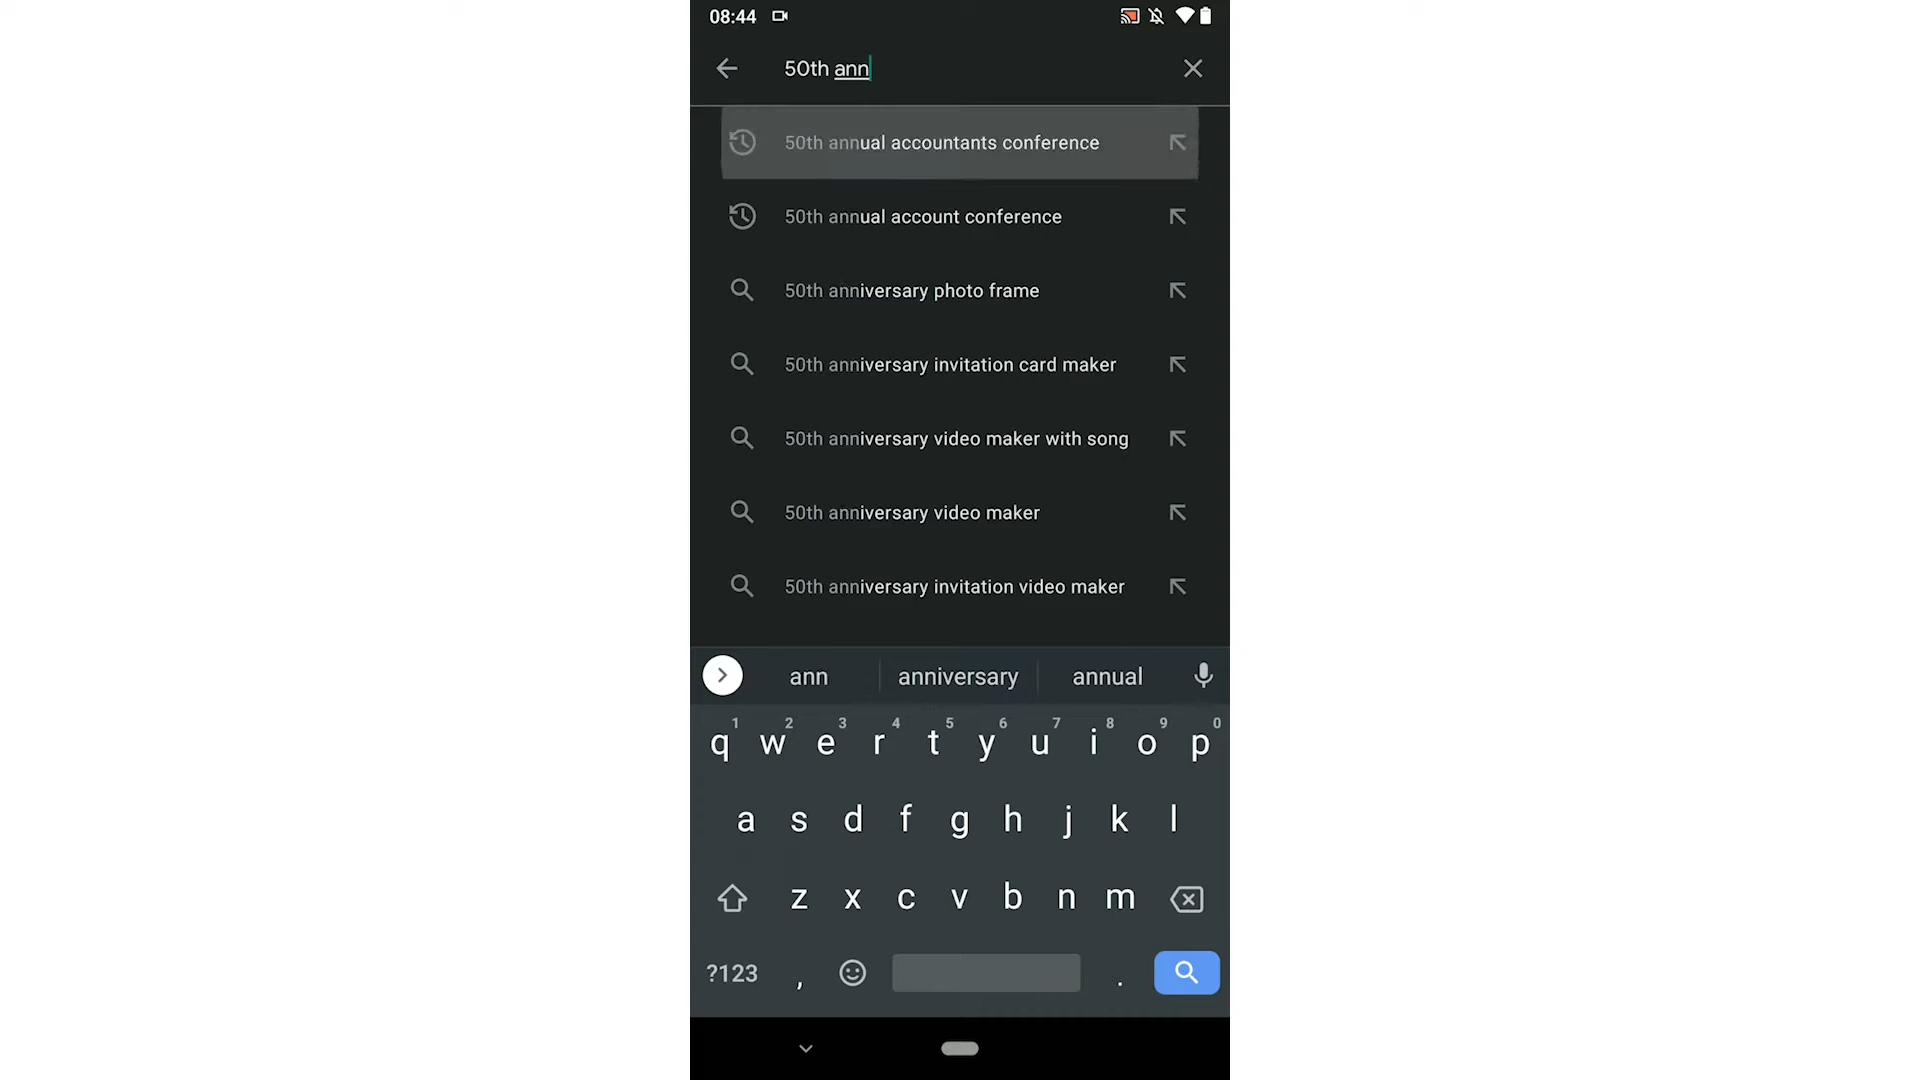 08:44
50th ann
50th annual accountants conference
50th annual account conference
50th anniversary photo frame
50th anniversary invitation card maker
50th anniversary video maker with song
50th anniversary video maker
50th anniversary invitation video maker
ann anniversary annual
1 2 3 4 5 6 7 8 9 0
q w e r t y u i o p
a s d f g h j k l
z x c v b n m
?123 , .